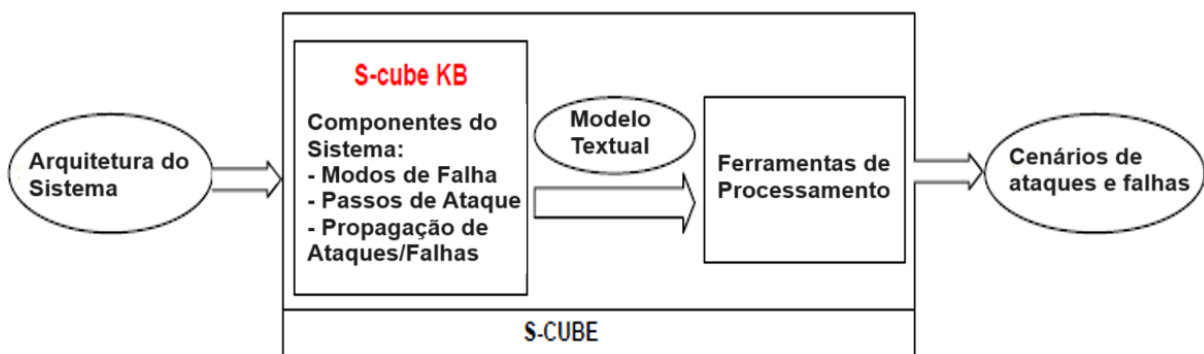 Arquitetura do
Sistema
S-cube KB
Componentes do
Sistema:
- Modos de Falha
- Passos de Ataque
- Propagação de
Ataques/Falhas
Modelo
Textual
Ferramentas de
Processamento
Cenários de
ataques e falhas
S-CUBE